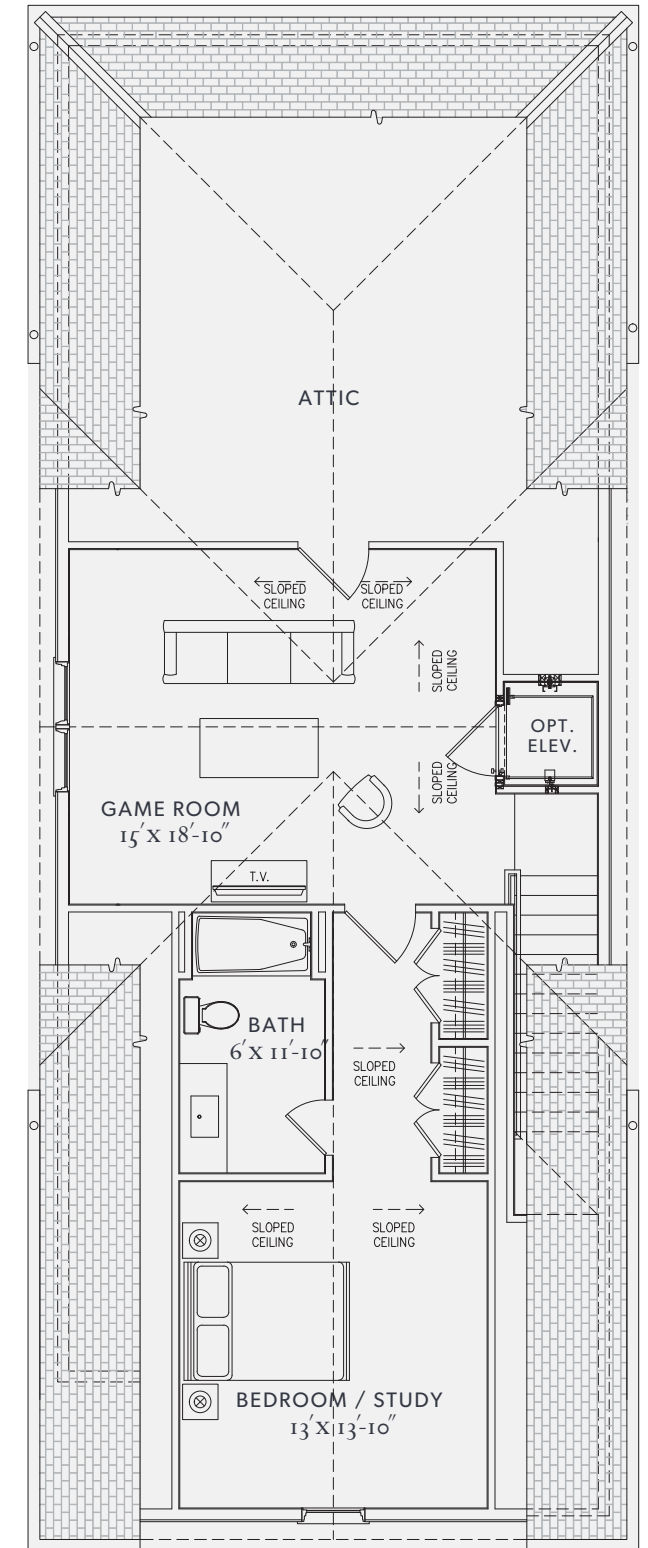 ATTIC
SLOPED
CEILING
SLOPED
CEILING
SLOPED
CEILING
OPT.
ELEV.
SLOPED
CEILING
GAME ROOM
15'X 18'-10"
T.V.
BATH
6'X 11'-10"
SLOPED
CEILING
SLOPED
CEILING
SLOPED
CEILING
BEDROOM / STUDY
13'X 13'-10"